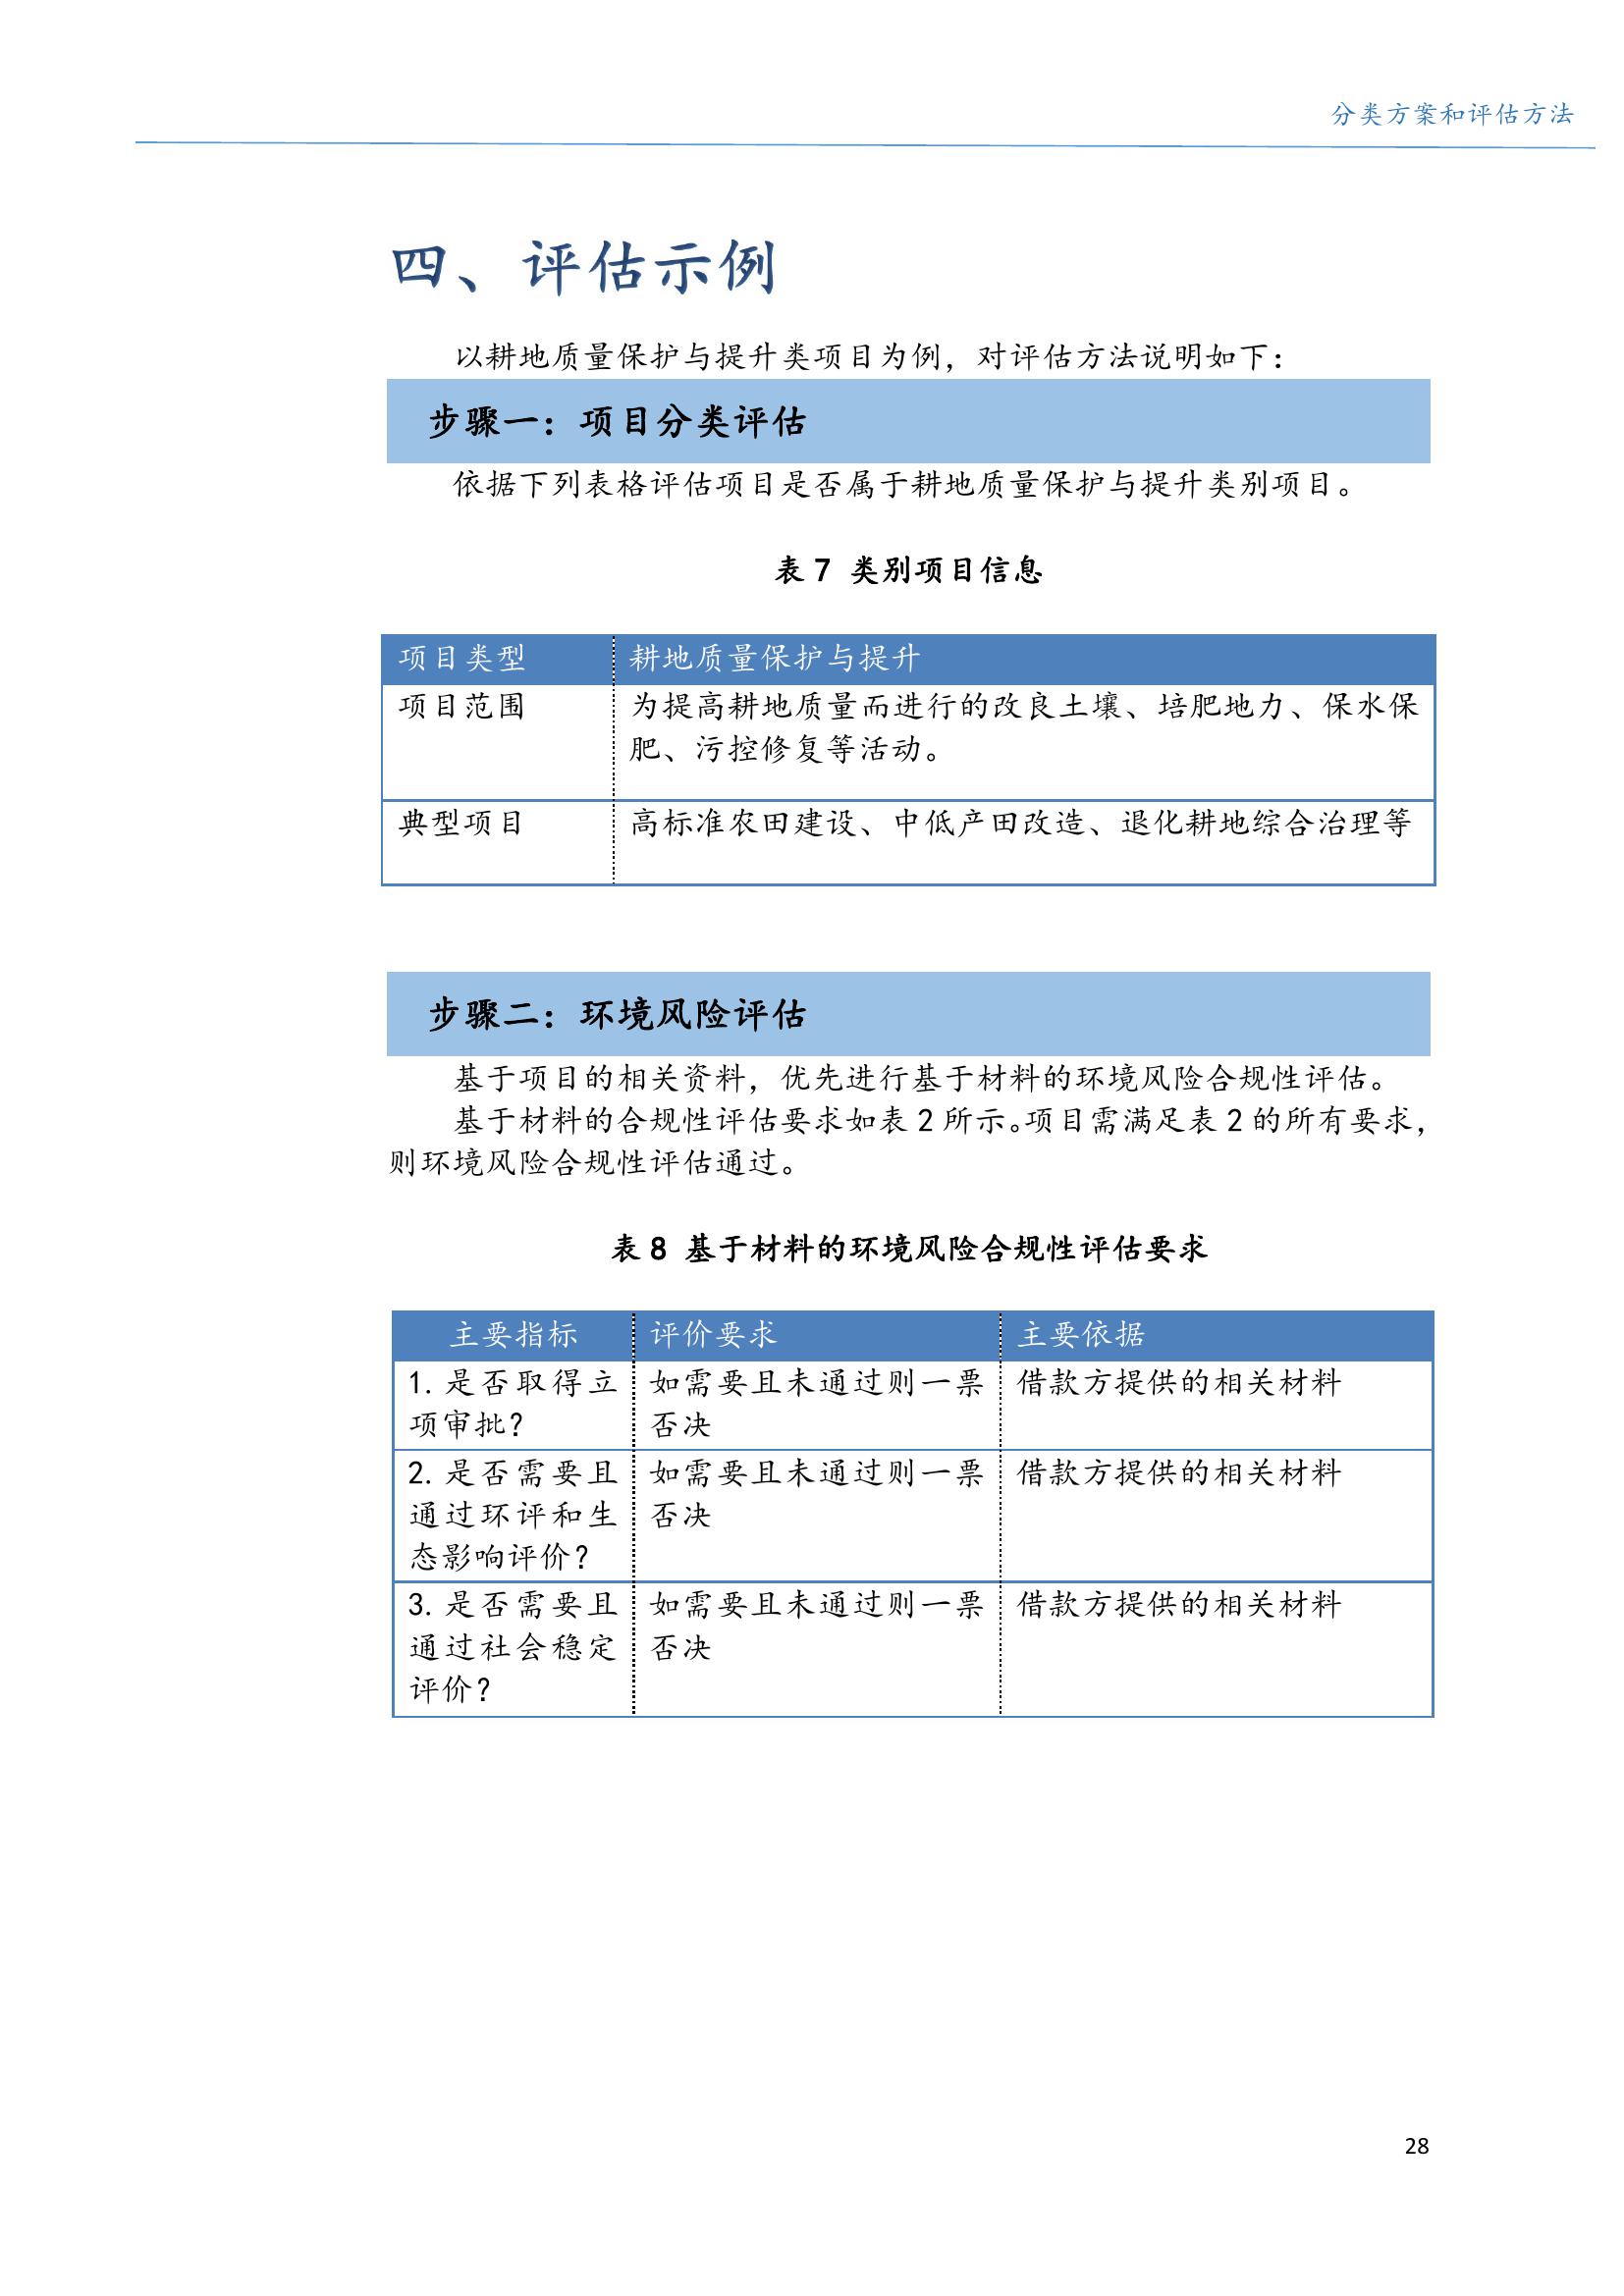 分类方案和评估方法
四、评估示例
以耕地质量保护与提升类项目为例，对评估方法说明如下：
步骤一：项目分类评估
依据下列表格评估项目是否属于耕地质量保护与提升类别项目。
表 7 类别项目信息
项目类型 耕地质量保护与提升
项目范围 为提高耕地质量而进行的改良土壤、培肥地力、保水保
肥、污控修复等活动。
典型项目 高标准农田建设、中低产田改造、退化耕地综合治理等
步骤二：环境风险评估
基于项目的相关资料，优先进行基于材料的环境风险合规性评估。
基于材料的合规性评估要求如表 2 所示。项目需满足表 2 的所有要求，
则环境风险合规性评估通过。
表 8 基于材料的环境风险合规性评估要求
主要指标 评价要求 主要依据
1. 是否取得立 如需要且未通过则一票 借款方提供的相关材料
项审批? 否决
2. 是否需要且 如需要且未通过则一票 借款方提供的相关材料
通过环评和生 否决
态影响评价?
3. 是否需要且 如需要且未通过则一票 借款方提供的相关材料
通过社会稳定 否决
评价?
28